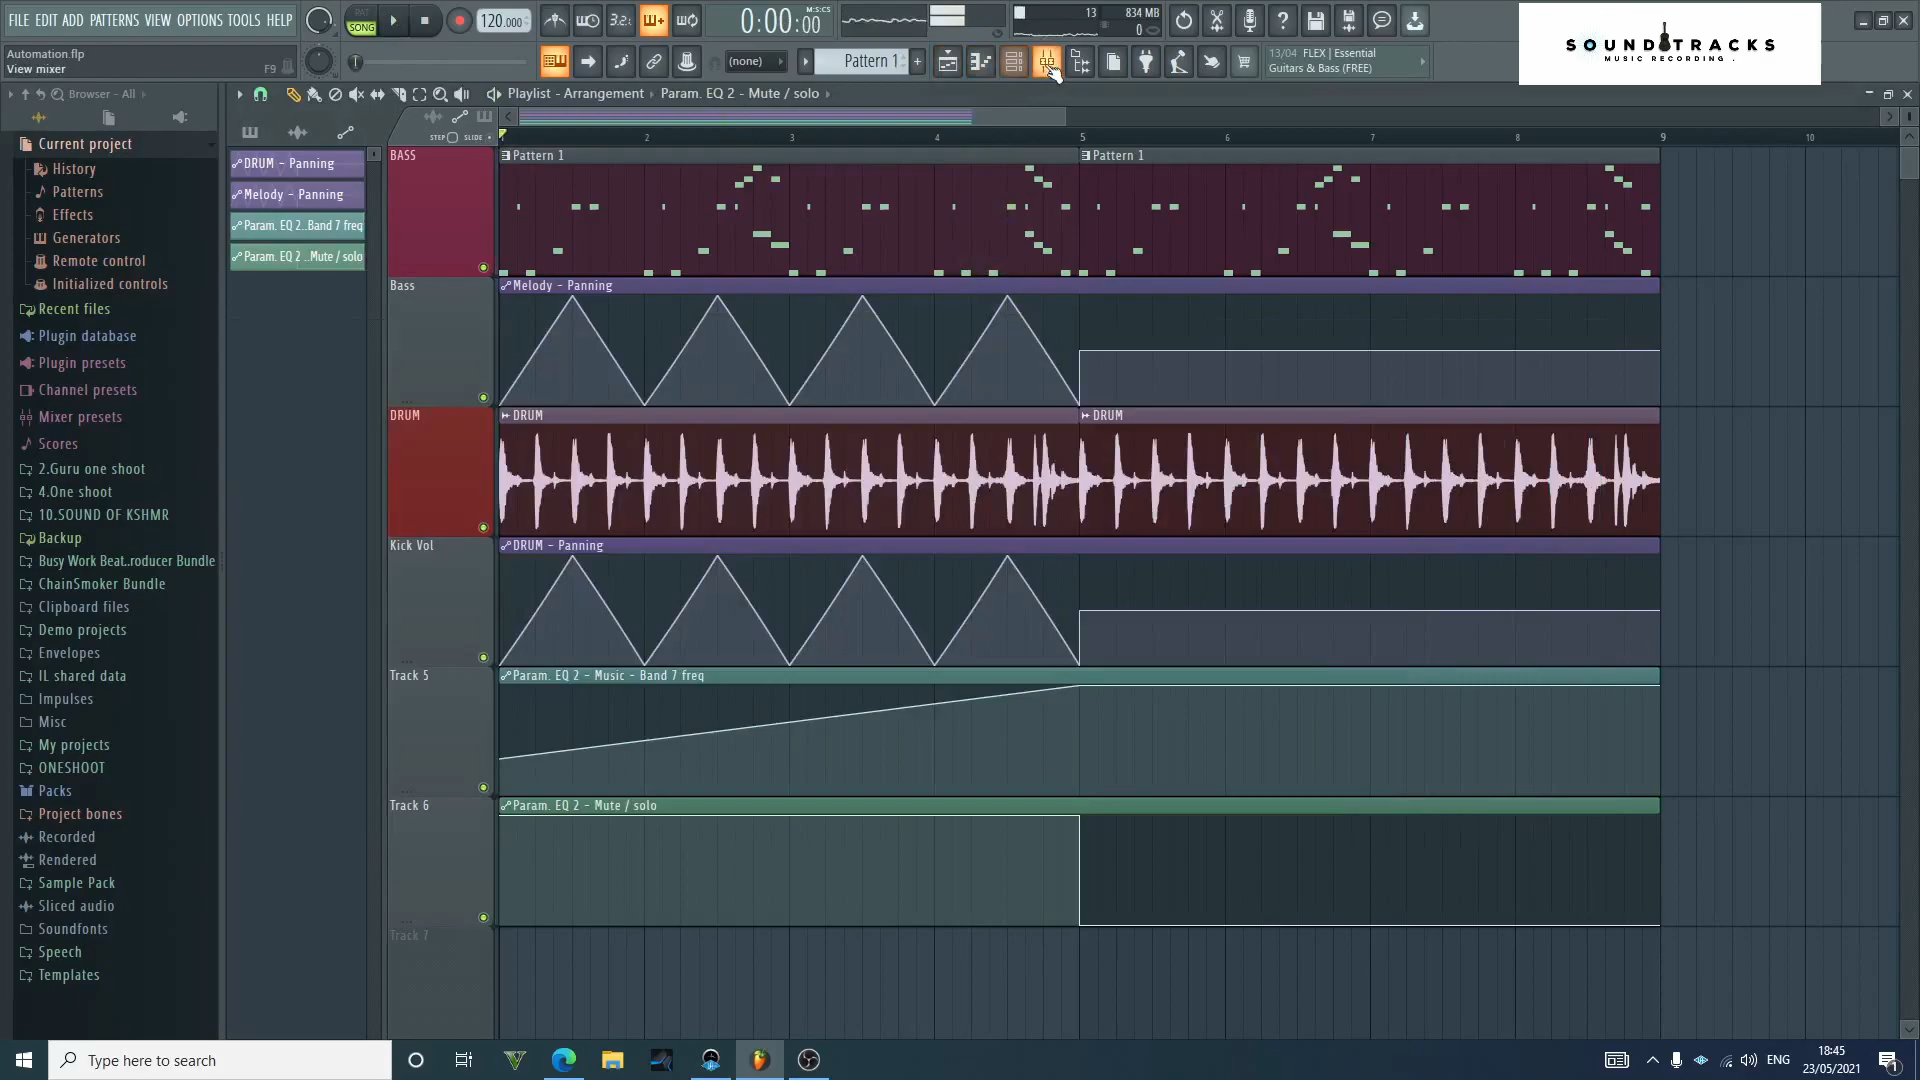 FILE EDIT ADD PATTERNS VIEW OPTIONS TOOLS HELP
PAT
SONG
120.000
3.2:
0:00:00
M:S:CS
13
834 MB
0
SOUNDTRACKS
MUSIC RECORDING .
Automation.flp
View mixer
F9
(none)
Pattern 1
+
13/04 FLEX | Essential
Guitars & Bass (FREE)
Browser - All
Playlist - Arrangement
Param. EQ 2 - Mute / solo
STEP
SLIDE
2
3
4
5
6
7
8
9
10
Current project
History
Patterns
Effects
Generators
Remote control
Initialized controls
Recent files
Plugin database
Plugin presets
Channel presets
Mixer presets
Scores
2.Guru one shoot
4.One shoot
10.SOUND OF KSHMR
Backup
Busy Work Beat..roducer Bundle
ChainSmoker Bundle
Clipboard files
Demo projects
Envelopes
IL shared data
Impulses
Misc
My projects
ONESHOOT
Packs
Project bones
Recorded
Rendered
Sample Pack
Sliced audio
Soundfonts
Speech
Templates
DRUM - Panning
Melody - Panning
Param. EQ 2..Band 7 freq
Param. EQ 2 ..Mute / solo
BASS
Pattern 1
Pattern 1
Bass
Melody - Panning
DRUM
DRUM
DRUM
Kick Vol
DRUM - Panning
Track 5
Param. EQ 2 - Music - Band 7 freq
Track 6
Param. EQ 2 - Mute / solo
Track 7
Type here to search
ENG
18:45
23/05/2021
1